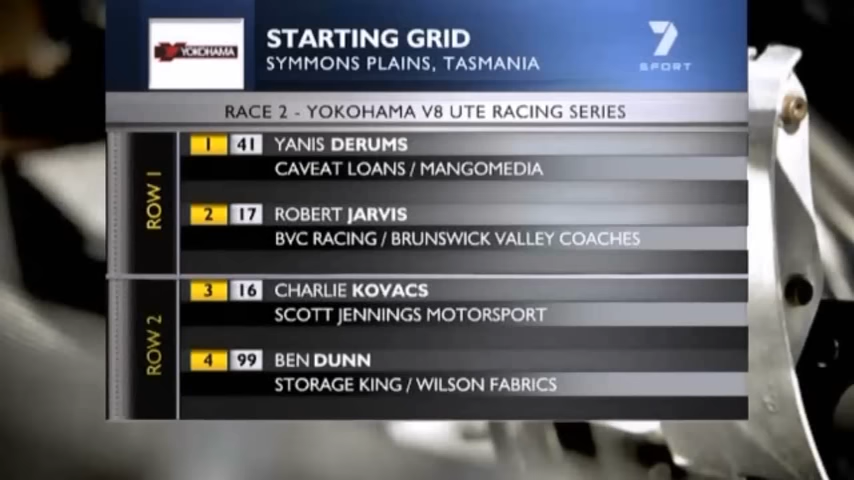 YOKOHAMA
STARTING GRID
SYMMONS PLAINS, TASMANIA
7
SPORT
RACE 2 - YOKOHAMA V8 UTE RACING SERIES
ROW 1
1 41 YANIS DERUMS
CAVEAT LOANS / MANGOMEDIA
2 17 ROBERT JARVIS
BVC RACING / BRUNSWICK VALLEY COACHES
ROW 2
3 16 CHARLIE KOVACS
SCOTT JENNINGS MOTORSPORT
4 99 BEN DUNN
STORAGE KING / WILSON FABRICS